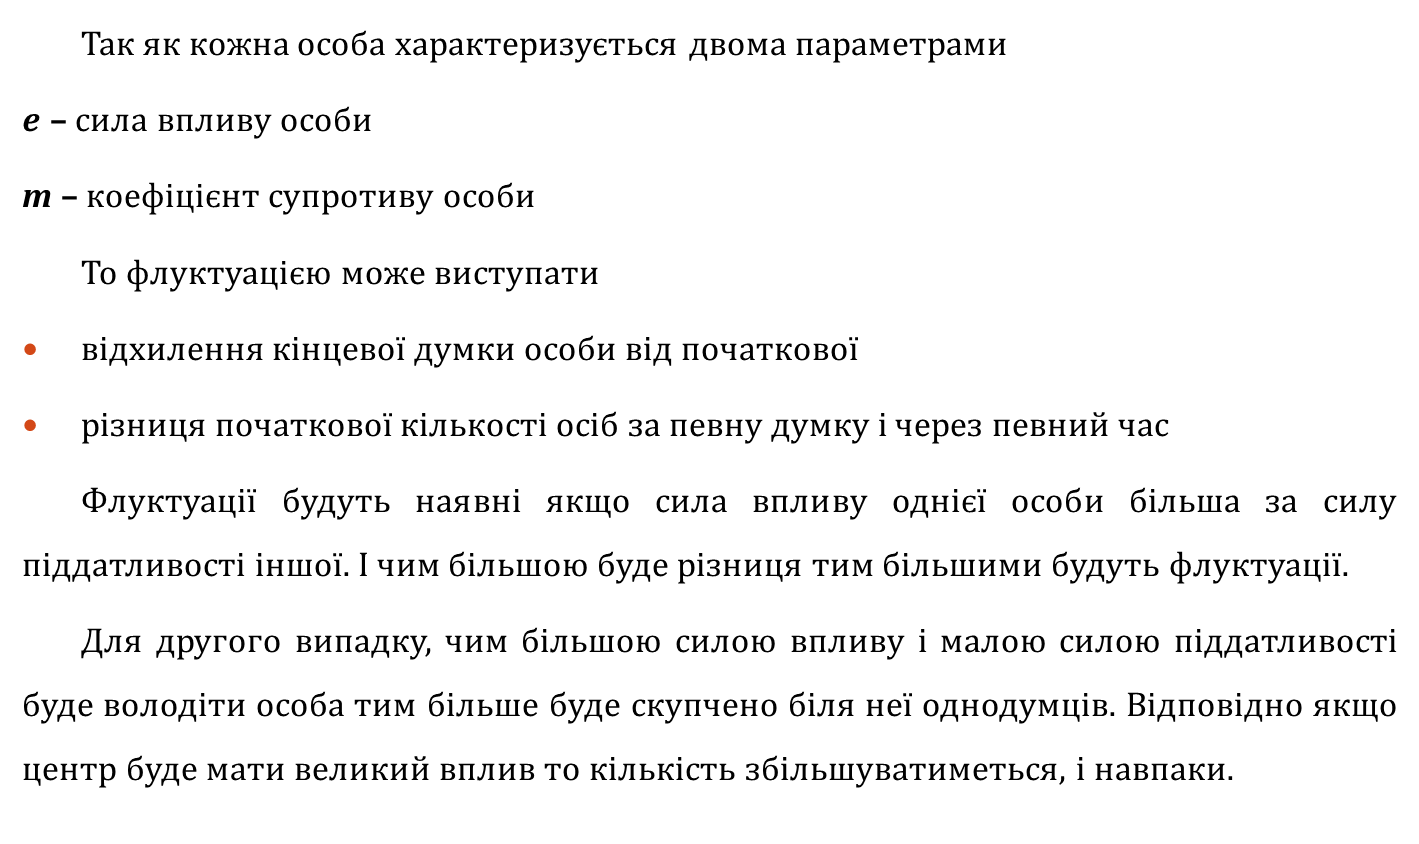 Так як кожна особа характеризується двома параметрами
e – сила впливу особи
m – коефіцієнт супротиву особи
То флуктуацією може виступати
• відхилення кінцевої думки особи від початкової
• різниця початкової кількості осіб за певну думку і через певний час
Флуктуації будуть наявні якщо сила впливу однієї особи більша за силу
піддатливості іншої. І чим більшою буде різниця тим більшими будуть флуктуації.
Для другого випадку, чим більшою силою впливу і малою силою піддатливості
буде володіти особа тим більше буде скупчено біля неї однодумців. Відповідно якщо
центр буде мати великий вплив то кількість збільшуватиметься, і навпаки.